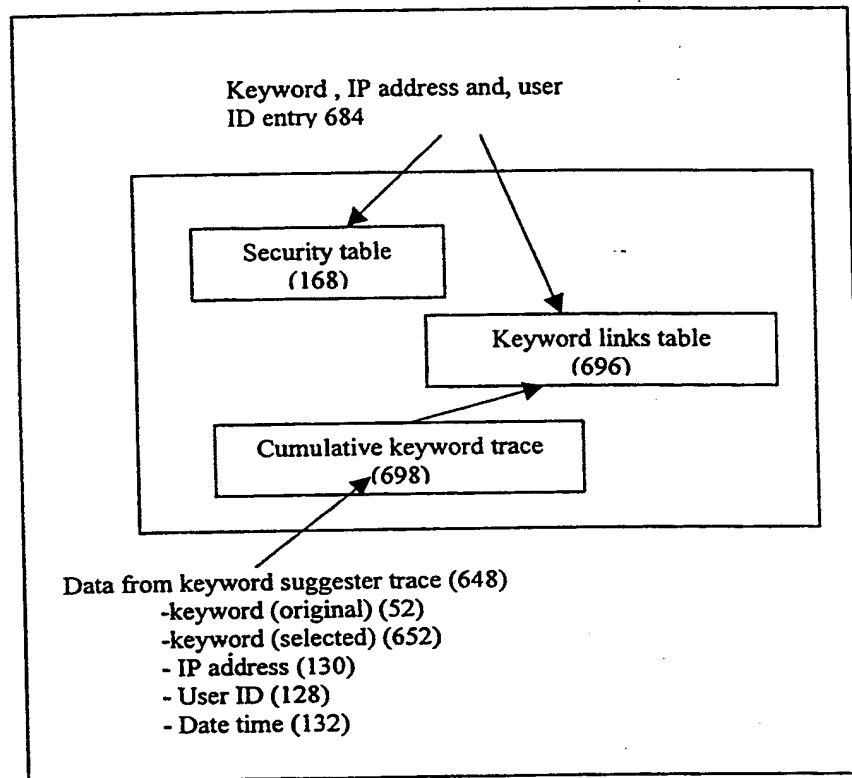 Keyword , IP address and, user
ID entry 684
Security table
(168)
Keyword links table
(696)
Cumulative keyword trace
(698)
Data from keyword suggester trace (648)
-keyword (original) (52)
-keyword (selected) (652)
- IP address (130)
- User ID (128)
- Date time (132)